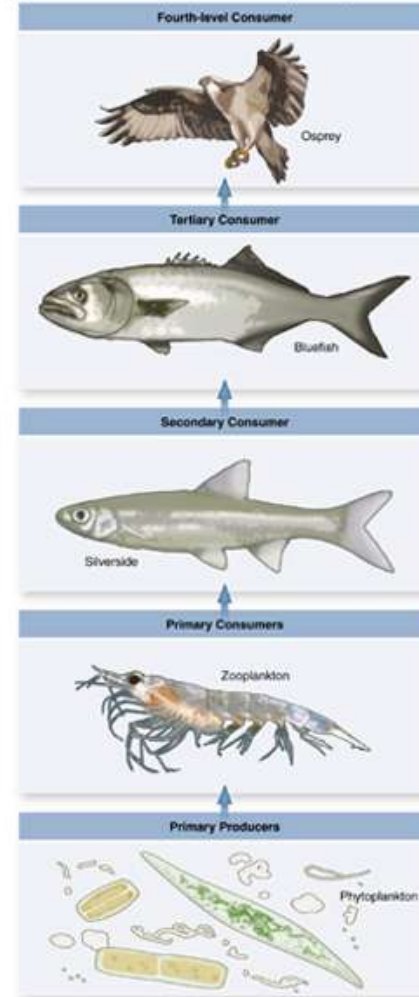 Fourth-level Consumer
Osprey
Tertiary Consumer
Bluefish
Secondary Consumer
Silverside
Primary Consumers
Zooplankton
Primary Producers
Phytoplankton